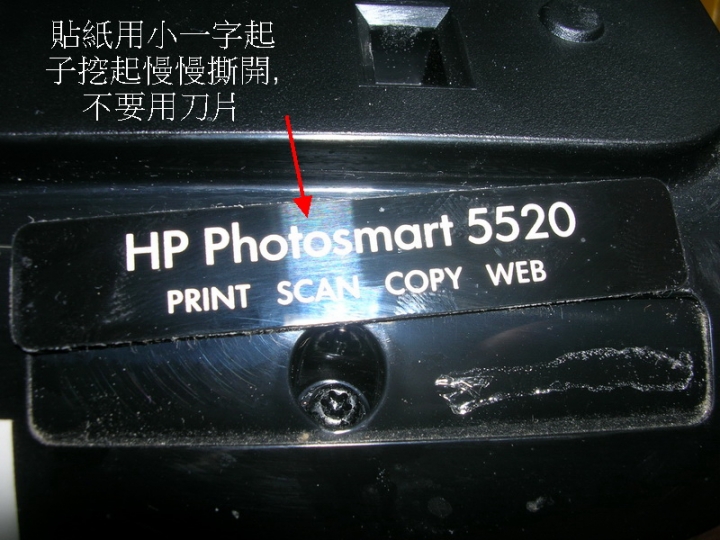 貼紙用小一字起
子挖起慢慢撕開,
不要用刀片
HP Photosmart 5520
PRINT SCAN COPY WEB